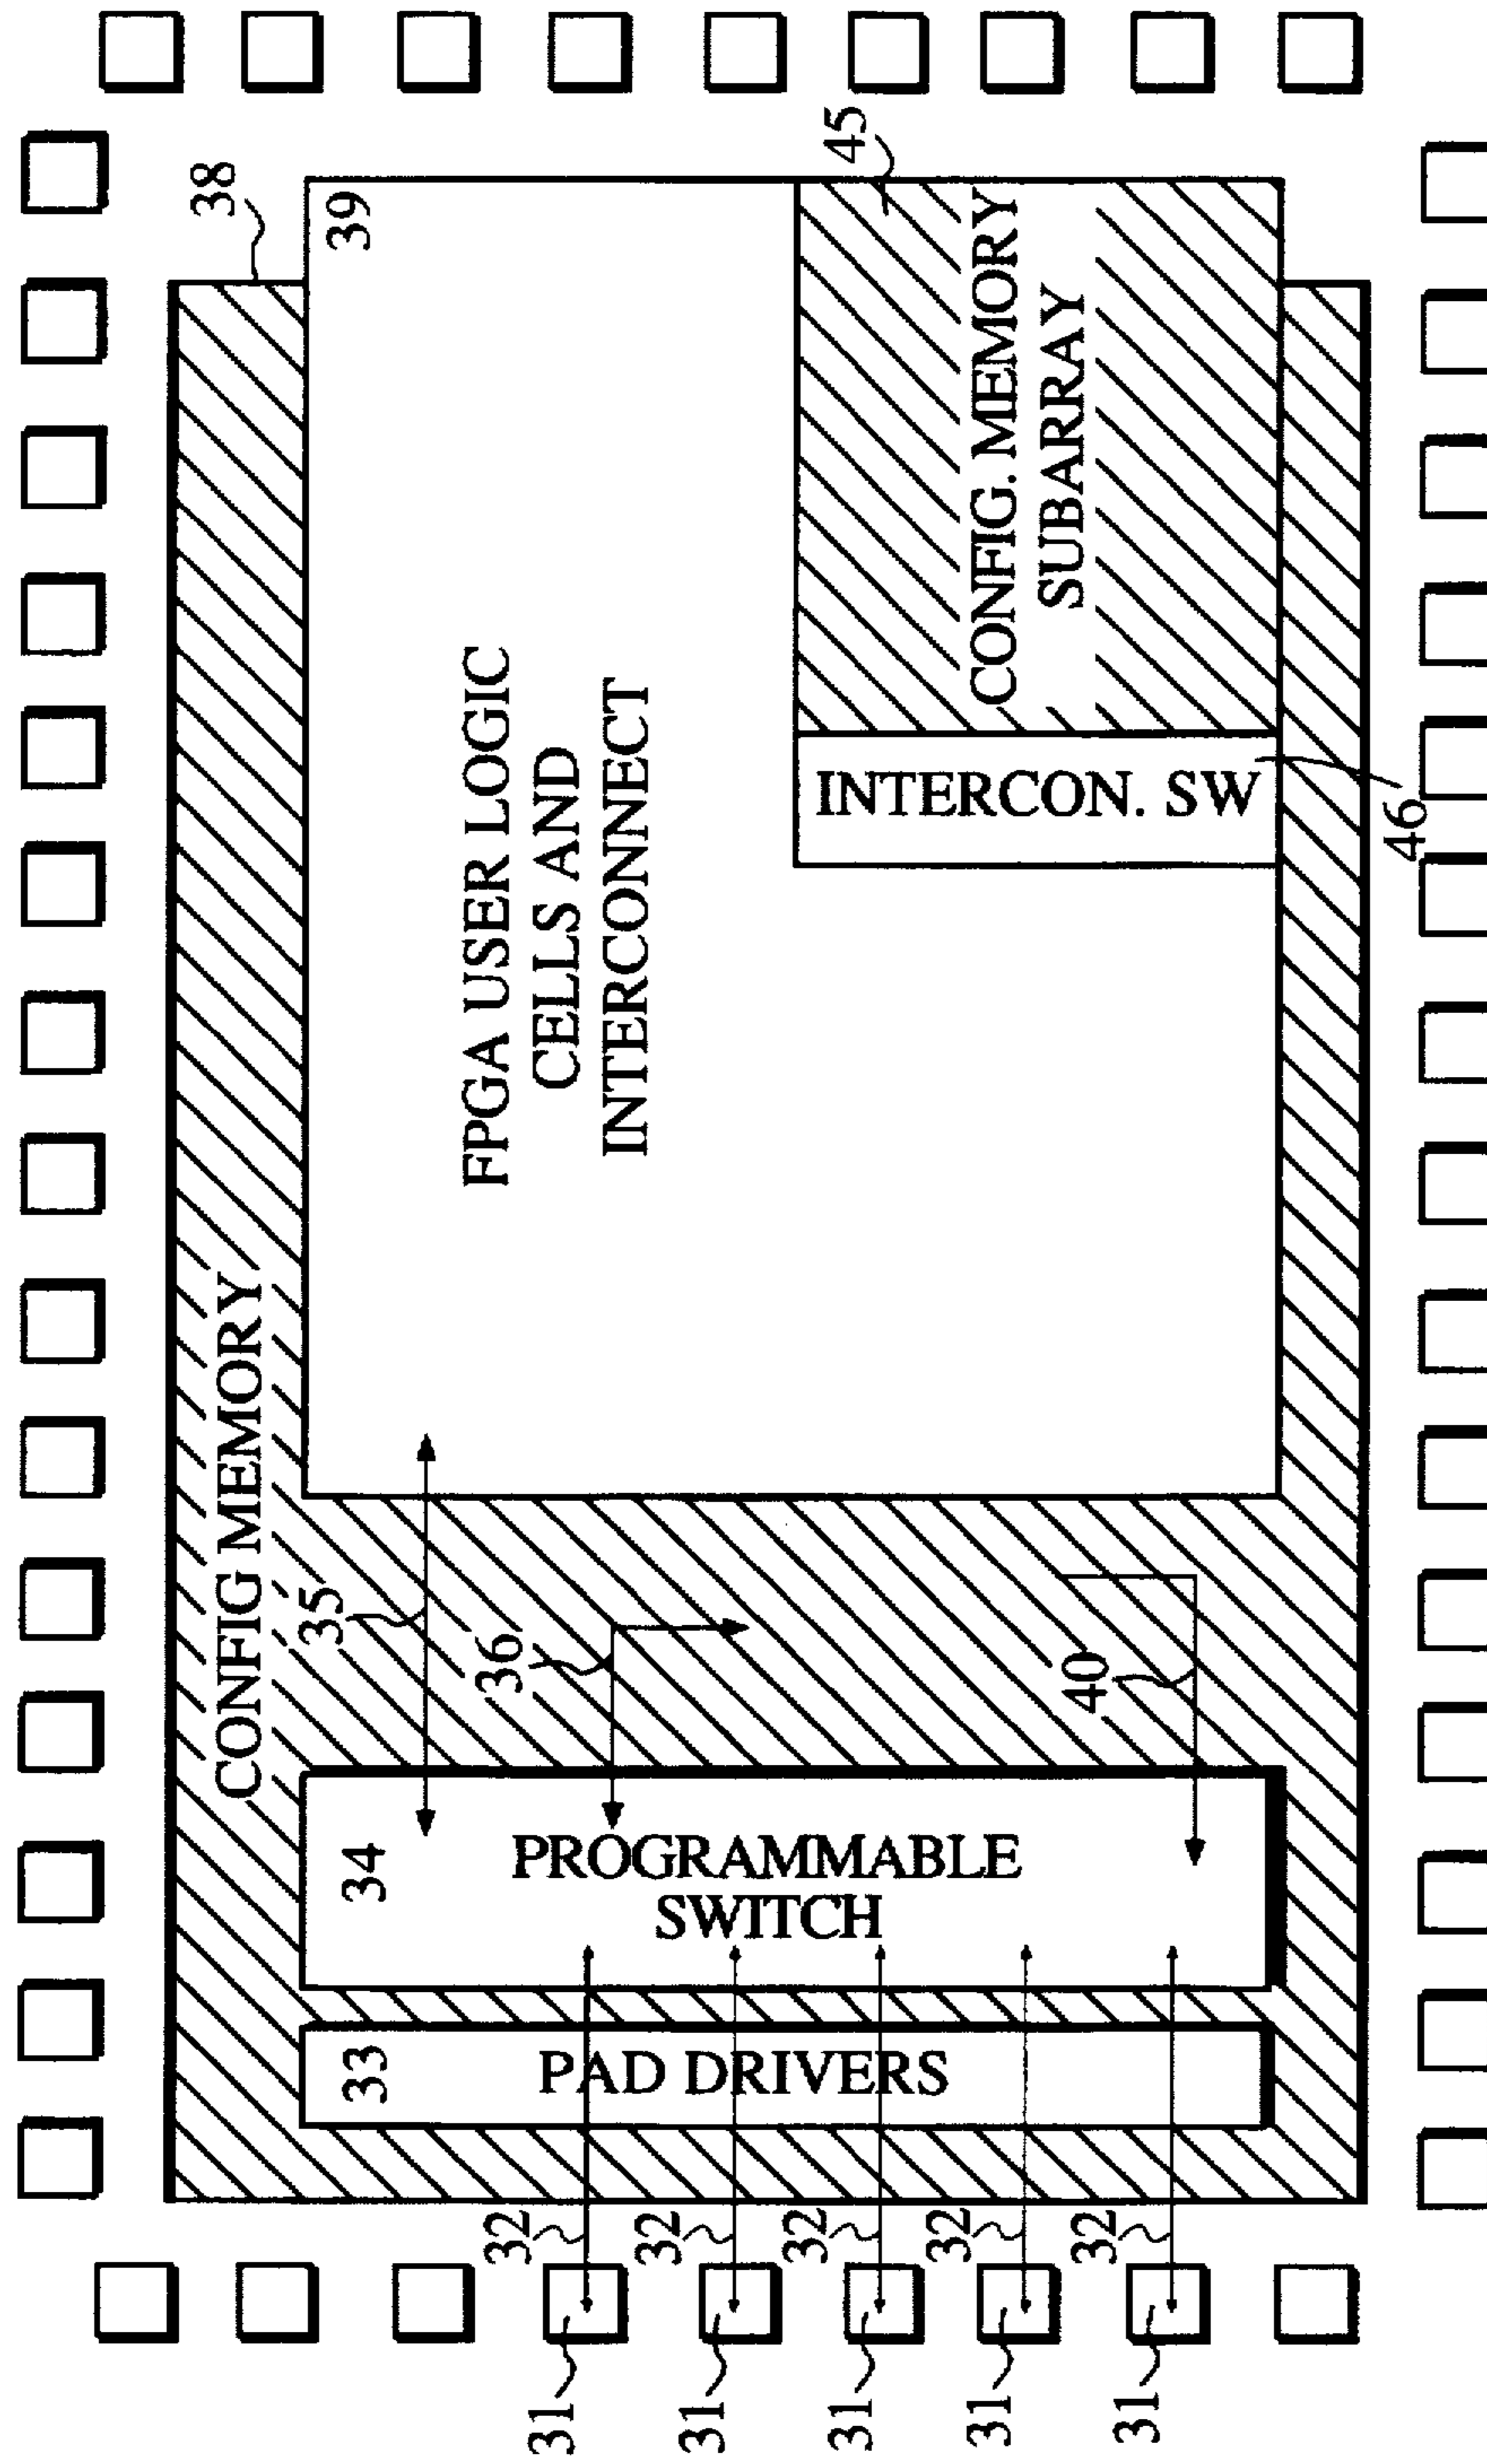 38
39
45
CONFIG MEMORY
FPGA USER LOGIC
CELLS AND
INTERCONNECT
CONFIG. MEMORY
SUBARRAY
INTERCON. SW
46
35
36
40
34
PROGRAMMABLE
SWITCH
33
PAD DRIVERS
32
32
32
32
32
31
31
31
31
31